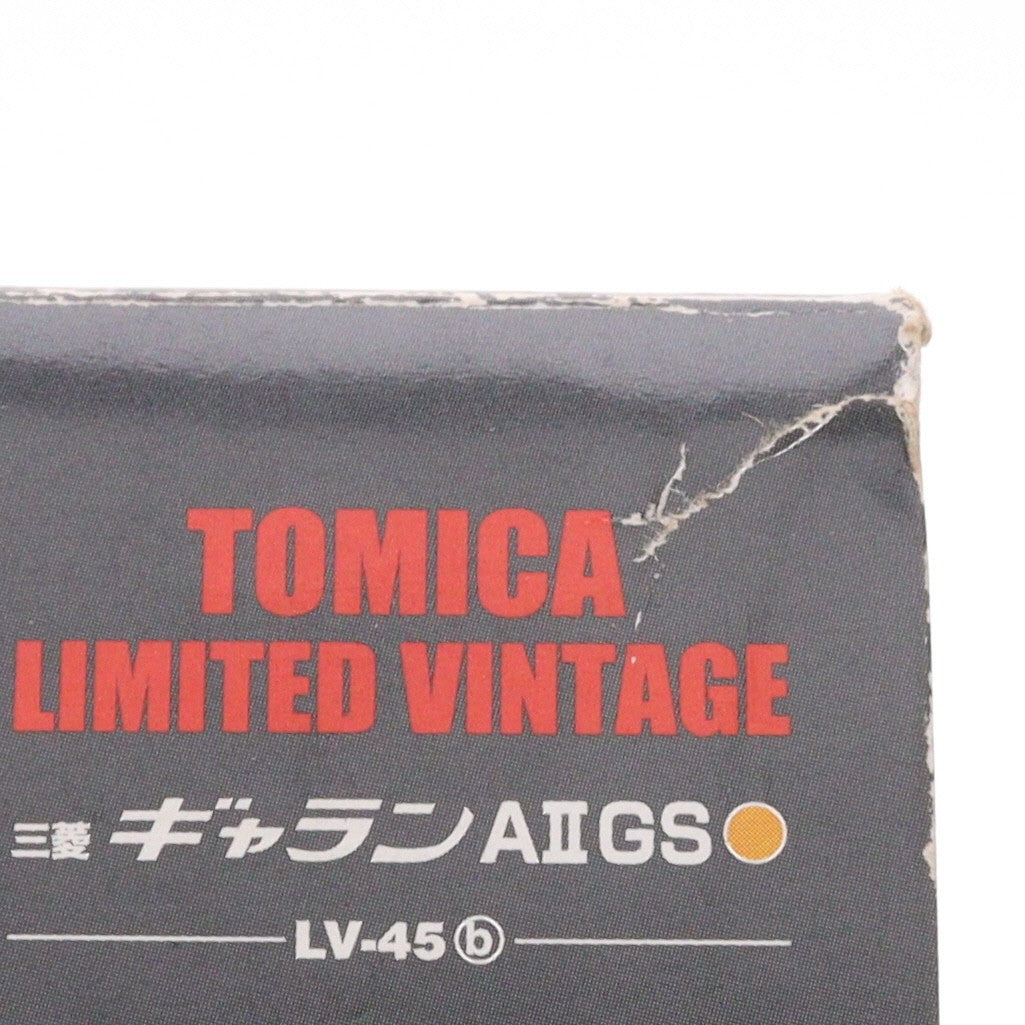 TOMICA
LIMITED VINTAGE
三菱 ギャランAⅡGS
LV-45ⓑ